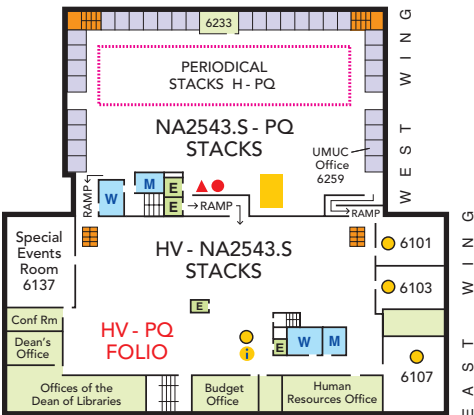 6233
PERIODICAL
STACKS H - PQ
NA2543.S - PQ
STACKS
UMUC
Office
6259
WEST WING
RAMP
W
M
E
E
RAMP
RAMP
Special
Events
Room
6137
HV - NA2543.S
STACKS
6101
6103
EAST WING
E
Conf Rm
HV - PQ
FOLIO
Dean's
Office
i
E
W
M
6107
Offices of the
Dean of Libraries
Budget
Office
Human
Resources Office